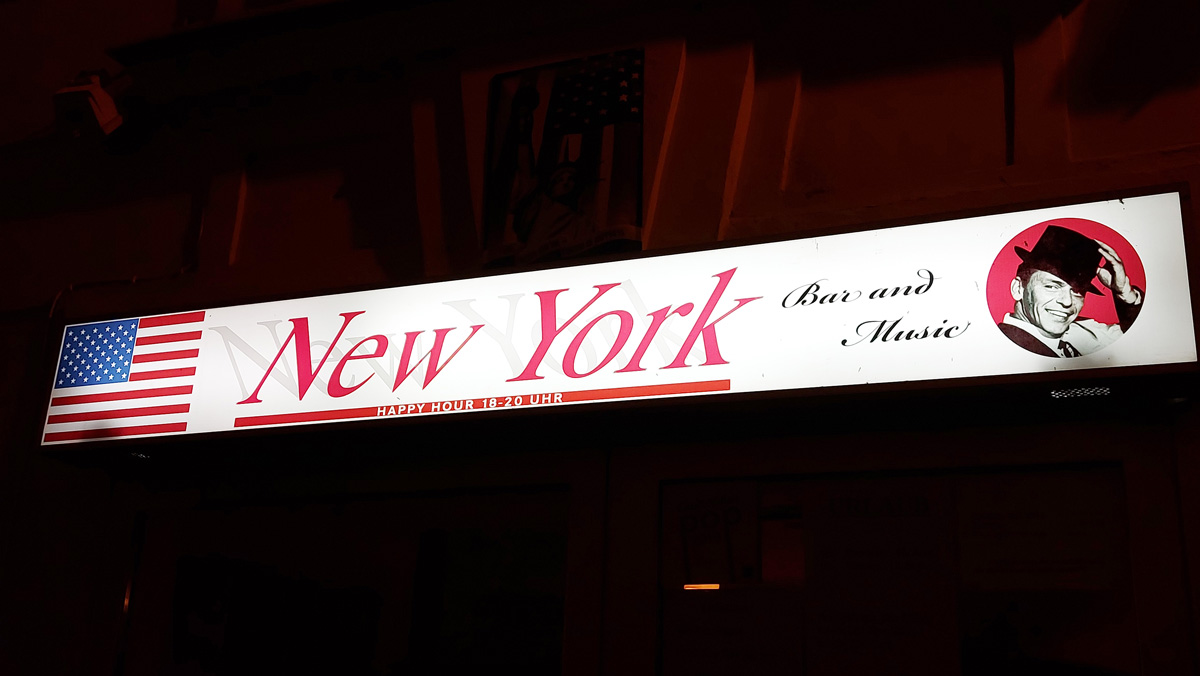 New York
HAPPY HOUR 18-20 UHR
Bar and
Music